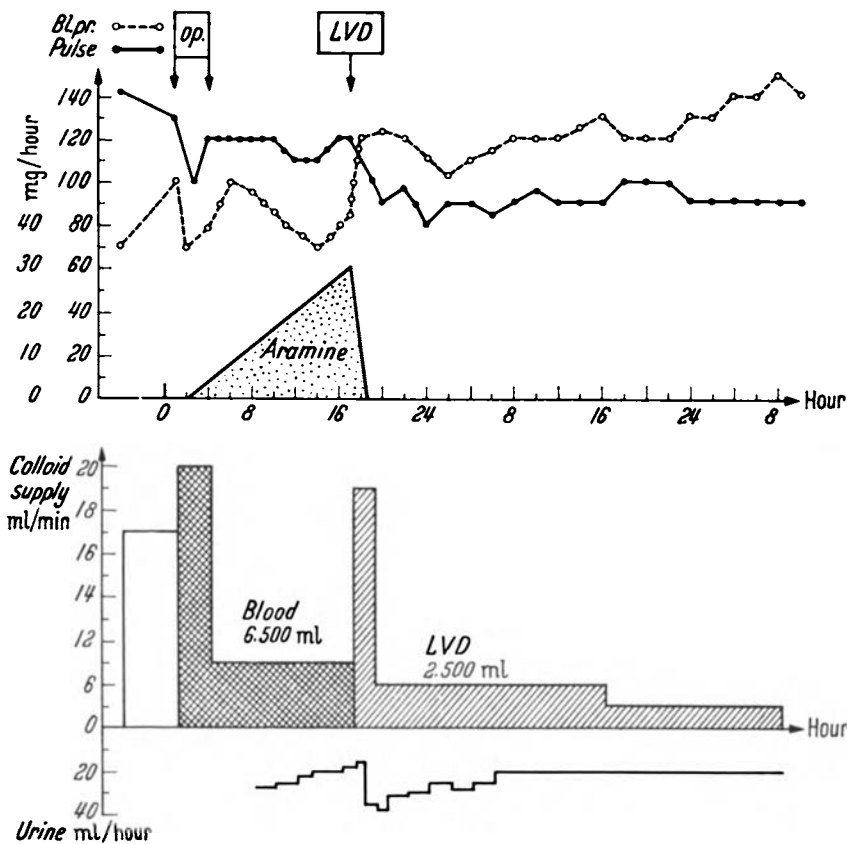 Bl.pr.
Pulse
op.
LVD
mg/hour
140
120
100
40 80
30 60
20 40
10 20
0 0
Aramine
0 8 16 24 8 16 24 8
Hour
Colloid
supply
ml/min
20
18
16
14
12
6
0
Blood
6.500 ml
LVD
2.500 ml
Hour
20
40
Urine ml/hour